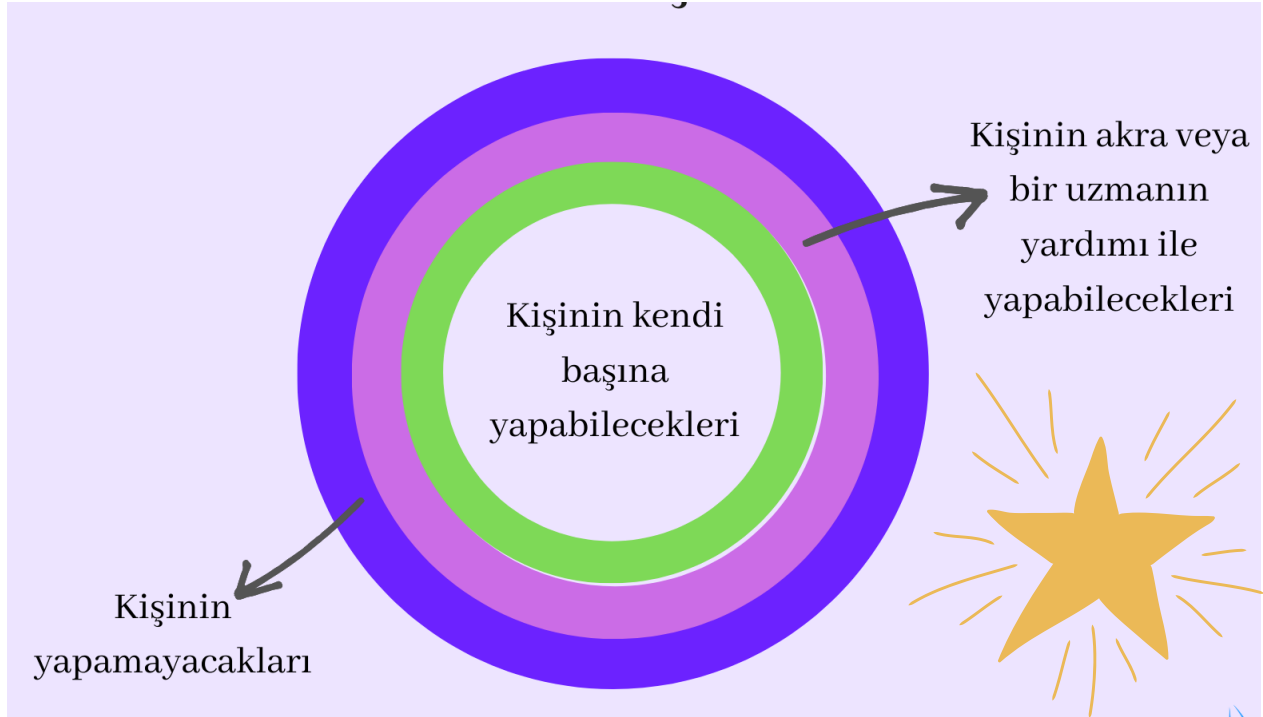 Kişinin akra veya
bir uzmanın
yardımı ile
yapabilecekleri
Kişinin kendi
başına
yapabilecekleri
Kişinin
yapamayacakları